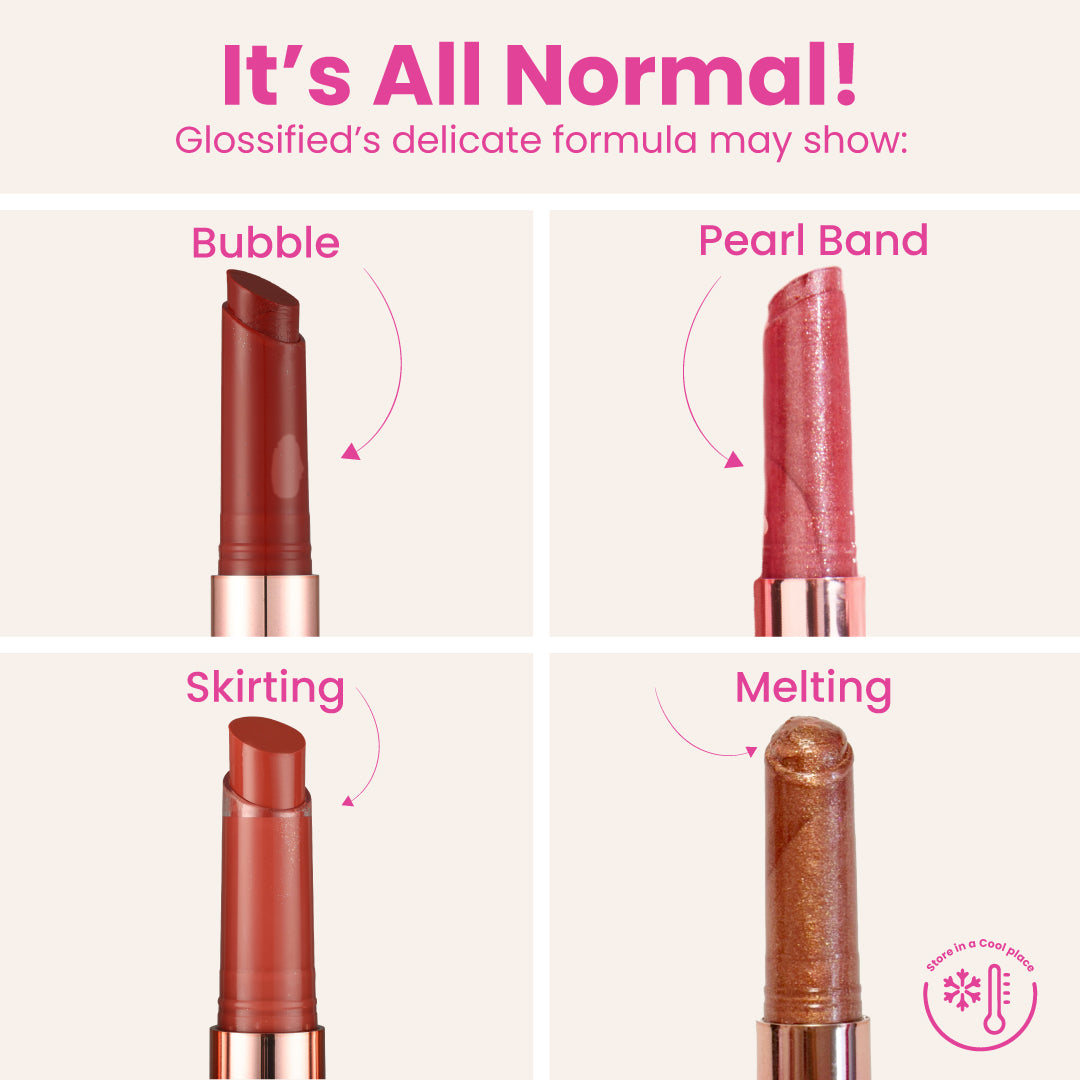 It's All Normal!
Glossified's delicate formula may show:
Bubble
Pearl Band
Skirting
Melting
Store in a Cool place